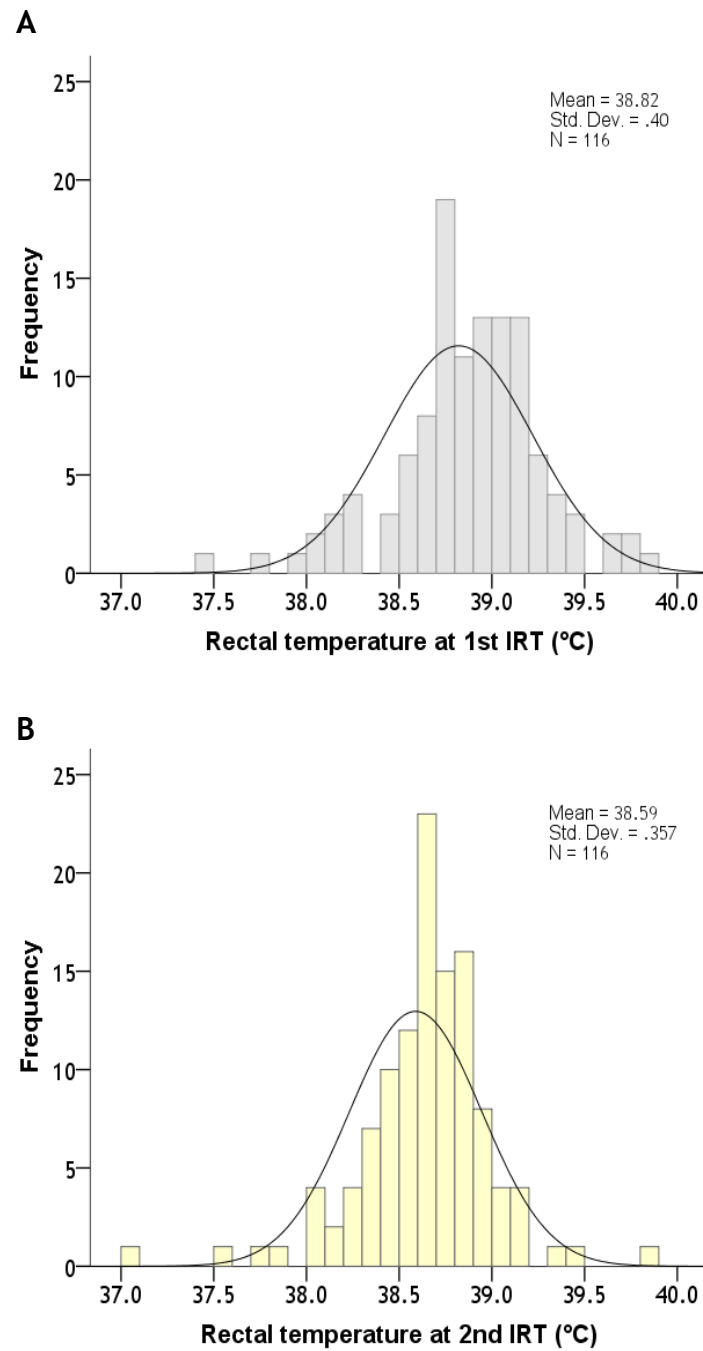 A
25
20
15
10
5
0
Frequency
Mean = 38.82
Std. Dev. = .40
N = 116
37.0 37.5 38.0 38.5 39.0 39.5 40.0
Rectal temperature at 1st IRT (ºC)
B
25
20
15
10
5
0
Frequency
Mean = 38.59
Std. Dev. = .357
N = 116
37.0 37.5 38.0 38.5 39.0 39.5 40.0
Rectal temperature at 2nd IRT (ºC)